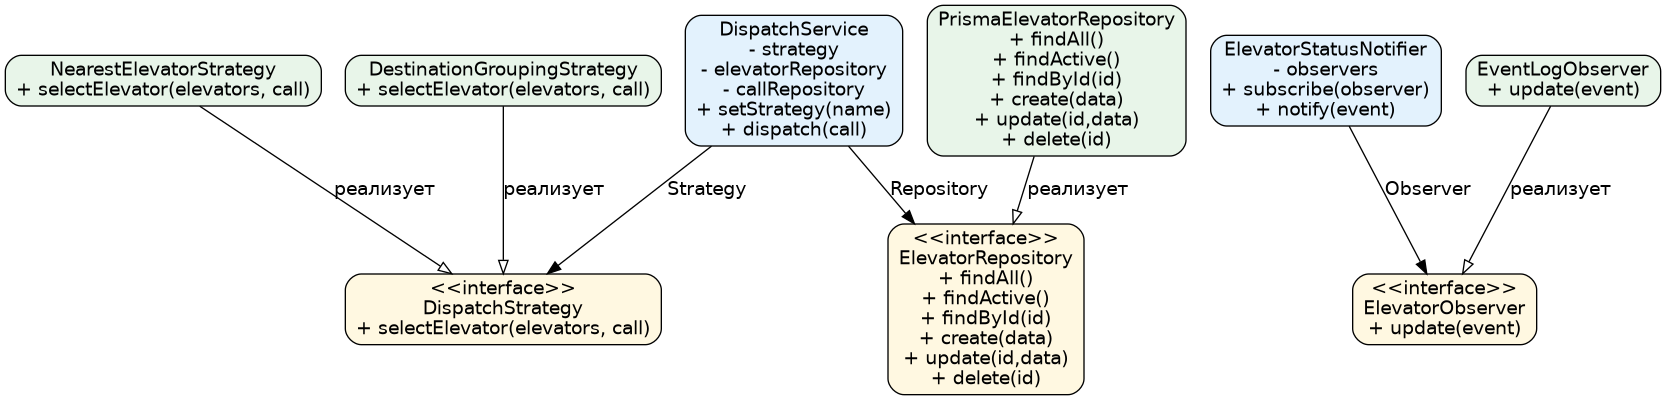 NearestElevatorStrategy
+ selectElevator(elevators, call)
DestinationGroupingStrategy
+ selectElevator(elevators, call)
DispatchService
- strategy
- elevatorRepository
- callRepository
+ setStrategy(name)
+ dispatch(call)
PrismaElevatorRepository
+ findAll()
+ findActive()
+ findById(id)
+ create(data)
+ update(id,data)
+ delete(id)
ElevatorStatusNotifier
- observers
+ subscribe(observer)
+ notify(event)
EventLogObserver
+ update(event)
реализует
реализует
Strategy
Repository
реализует
Observer
реализует
<<interface>>
DispatchStrategy
+ selectElevator(elevators, call)
<<interface>>
ElevatorRepository
+ findAll()
+ findActive()
+ findById(id)
+ create(data)
+ update(id,data)
+ delete(id)
<<interface>>
ElevatorObserver
+ update(event)